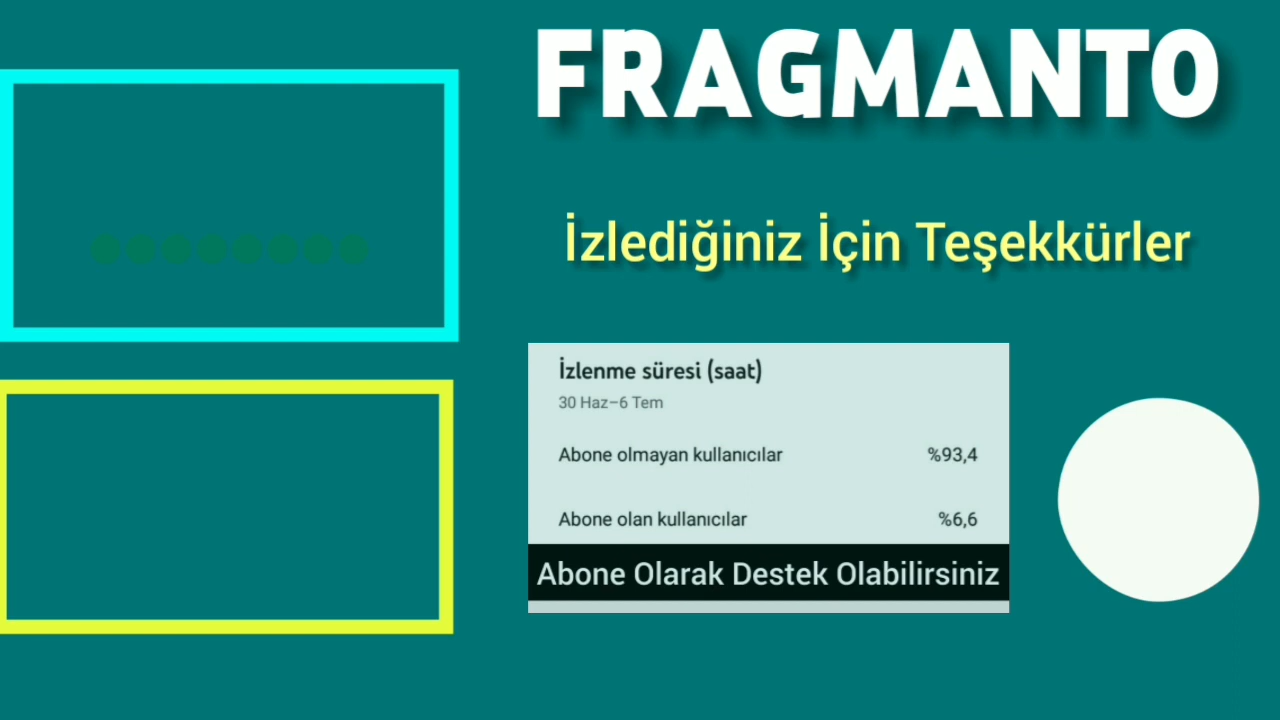 FRAGMANTO
İzlediğiniz İçin Teşekkürler
İzlenme süresi (saat)
30 Haz–6 Tem
Abone olmayan kullanıcılar %93,4
Abone olan kullanıcılar %6,6
Abone Olarak Destek Olabilirsiniz